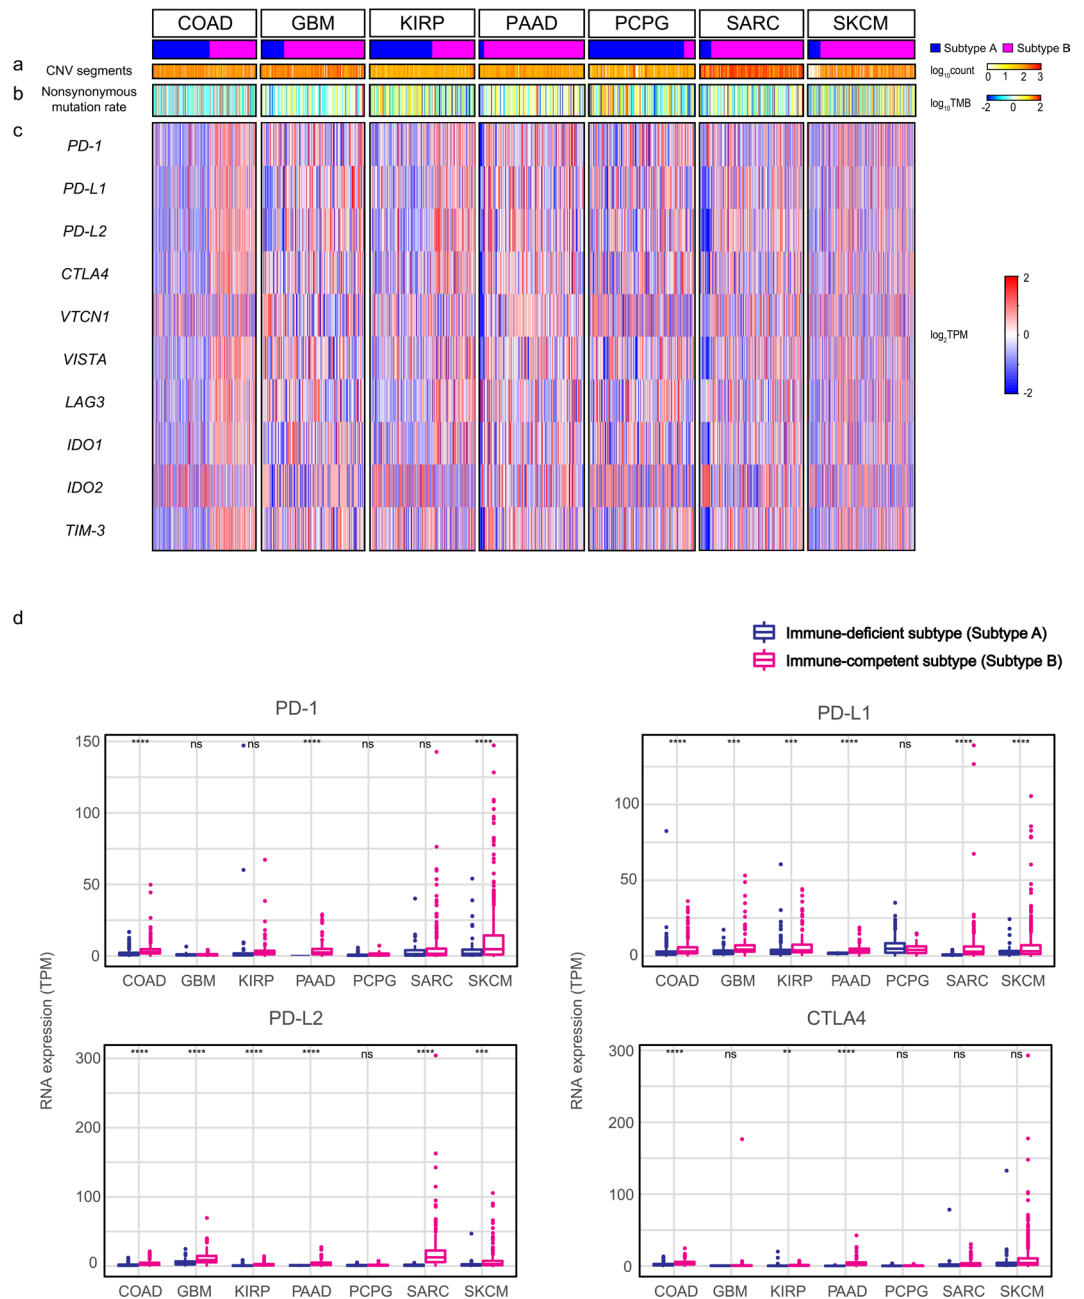 COAD GBM KIRP PAAD PCPG SARC SKCM
Subtype A Subtype B
a CNV segments log10count 0 1 2 3
b Nonsynonymous
mutation rate log10TMB -2 0 2
c
PD-1
PD-L1
PD-L2
CTLA4
VTCN1
VISTA
LAG3
IDO1
IDO2
TIM-3
2
log2TPM 0
-2
d
Immune-deficient subtype (Subtype A)
Immune-competent subtype (Subtype B)
PD-1
150
100
50
0
**** ns ns **** ns ns ****
COAD GBM KIRP PAAD PCPG SARC SKCM
PD-L1
100
50
0
**** *** *** **** ns **** ****
COAD GBM KIRP PAAD PCPG SARC SKCM
RNA expression (TPM)
PD-L2
300
200
100
0
**** **** **** **** ns **** ***
COAD GBM KIRP PAAD PCPG SARC SKCM
RNA expression (TPM)
CTLA4
300
200
100
0
**** ns ** **** ns ns ns
COAD GBM KIRP PAAD PCPG SARC SKCM